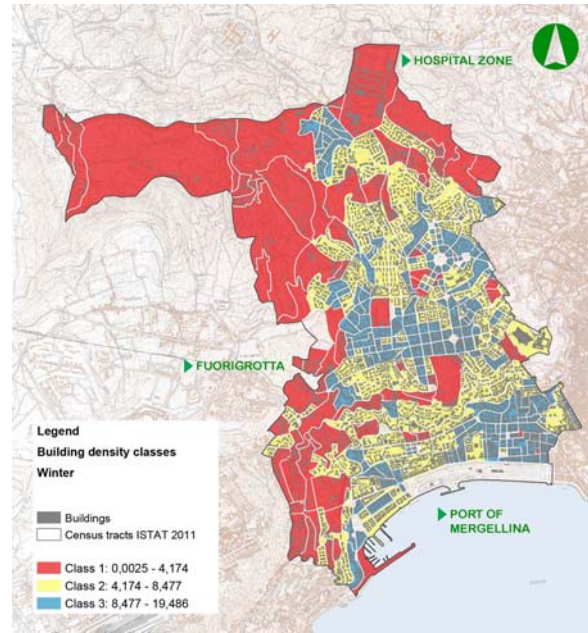 HOSPITAL ZONE
FUORIGROTTA
Legend
Building density classes
Winter
Buildings
Census tracts ISTAT 2011
PORT OF
MERGELLINA
Class 1: 0,0025 - 4,174
Class 2: 4,174 - 8,477
Class 3: 8,477 - 19,486